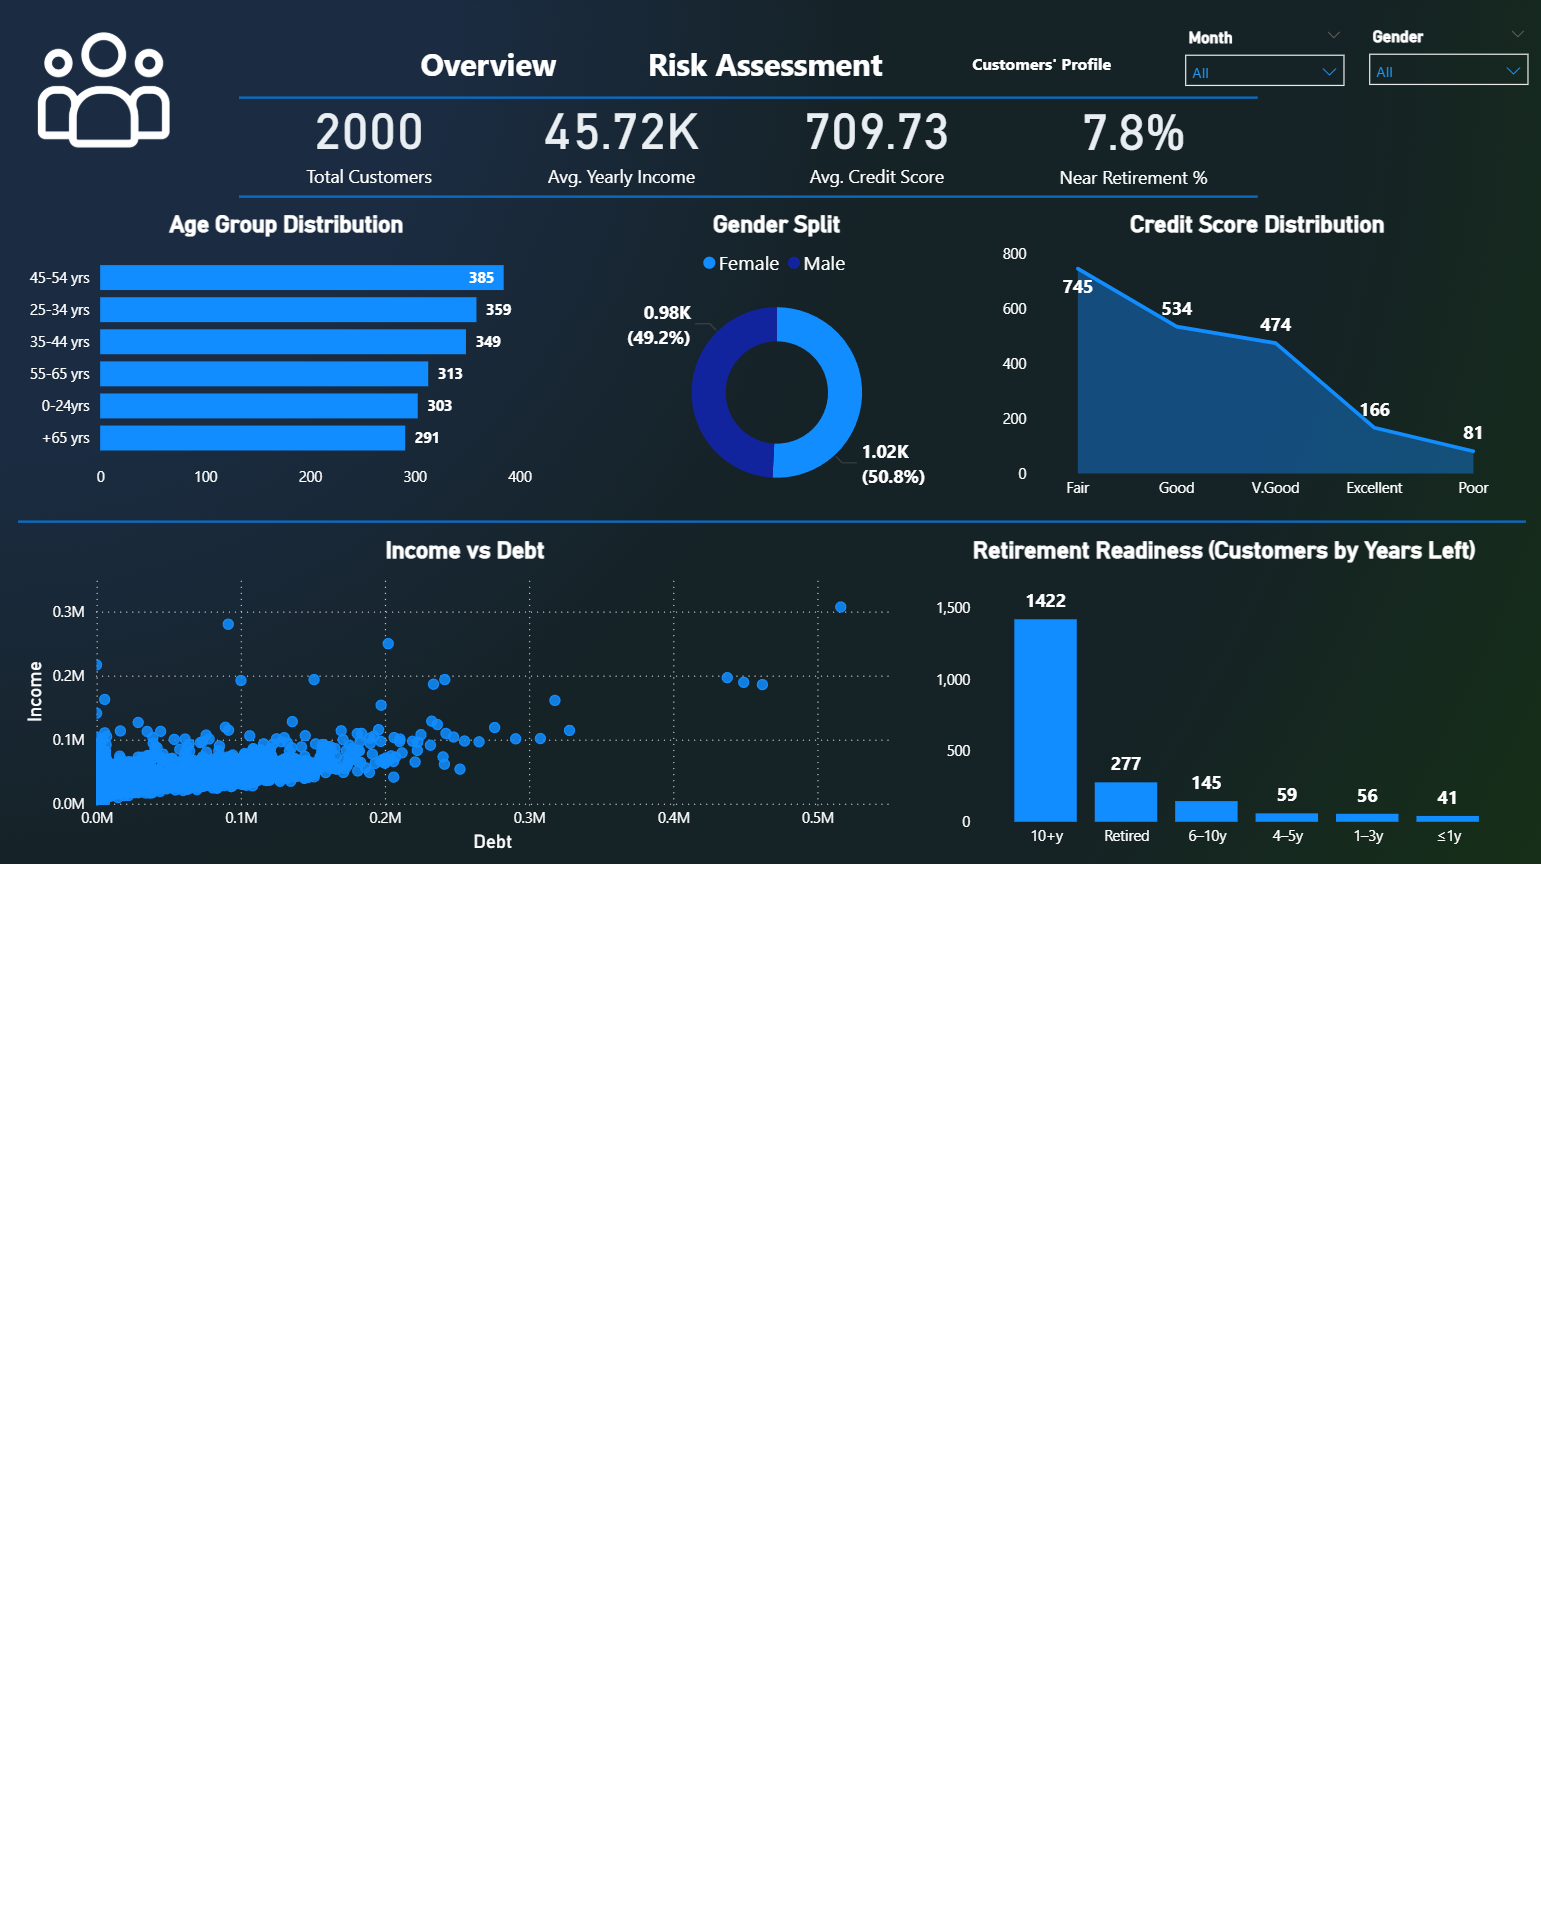 Overview
Risk Assessment
Customers' Profile
Month
All
Gender
All
2000
Total Customers
45.72K
Avg. Yearly Income
709.73
Avg. Credit Score
7.8%
Near Retirement %
Age Group Distribution
45-54 yrs
385
25-34 yrs
359
35-44 yrs
349
55-65 yrs
313
0-24yrs
303
+65 yrs
291
0
100
200
300
400
Gender Split
Female
Male
0.98K
(49.2%)
1.02K
(50.8%)
Credit Score Distribution
800
600
400
200
0
745
534
474
166
81
Fair
Good
V.Good
Excellent
Poor
Income vs Debt
Income
0.3M
0.2M
0.1M
0.0M
0.0M
0.1M
0.2M
0.3M
0.4M
0.5M
Debt
Retirement Readiness (Customers by Years Left)
1,500
1,000
500
0
1422
277
145
59
56
41
10+y
Retired
6–10y
4–5y
1–3y
≤1y